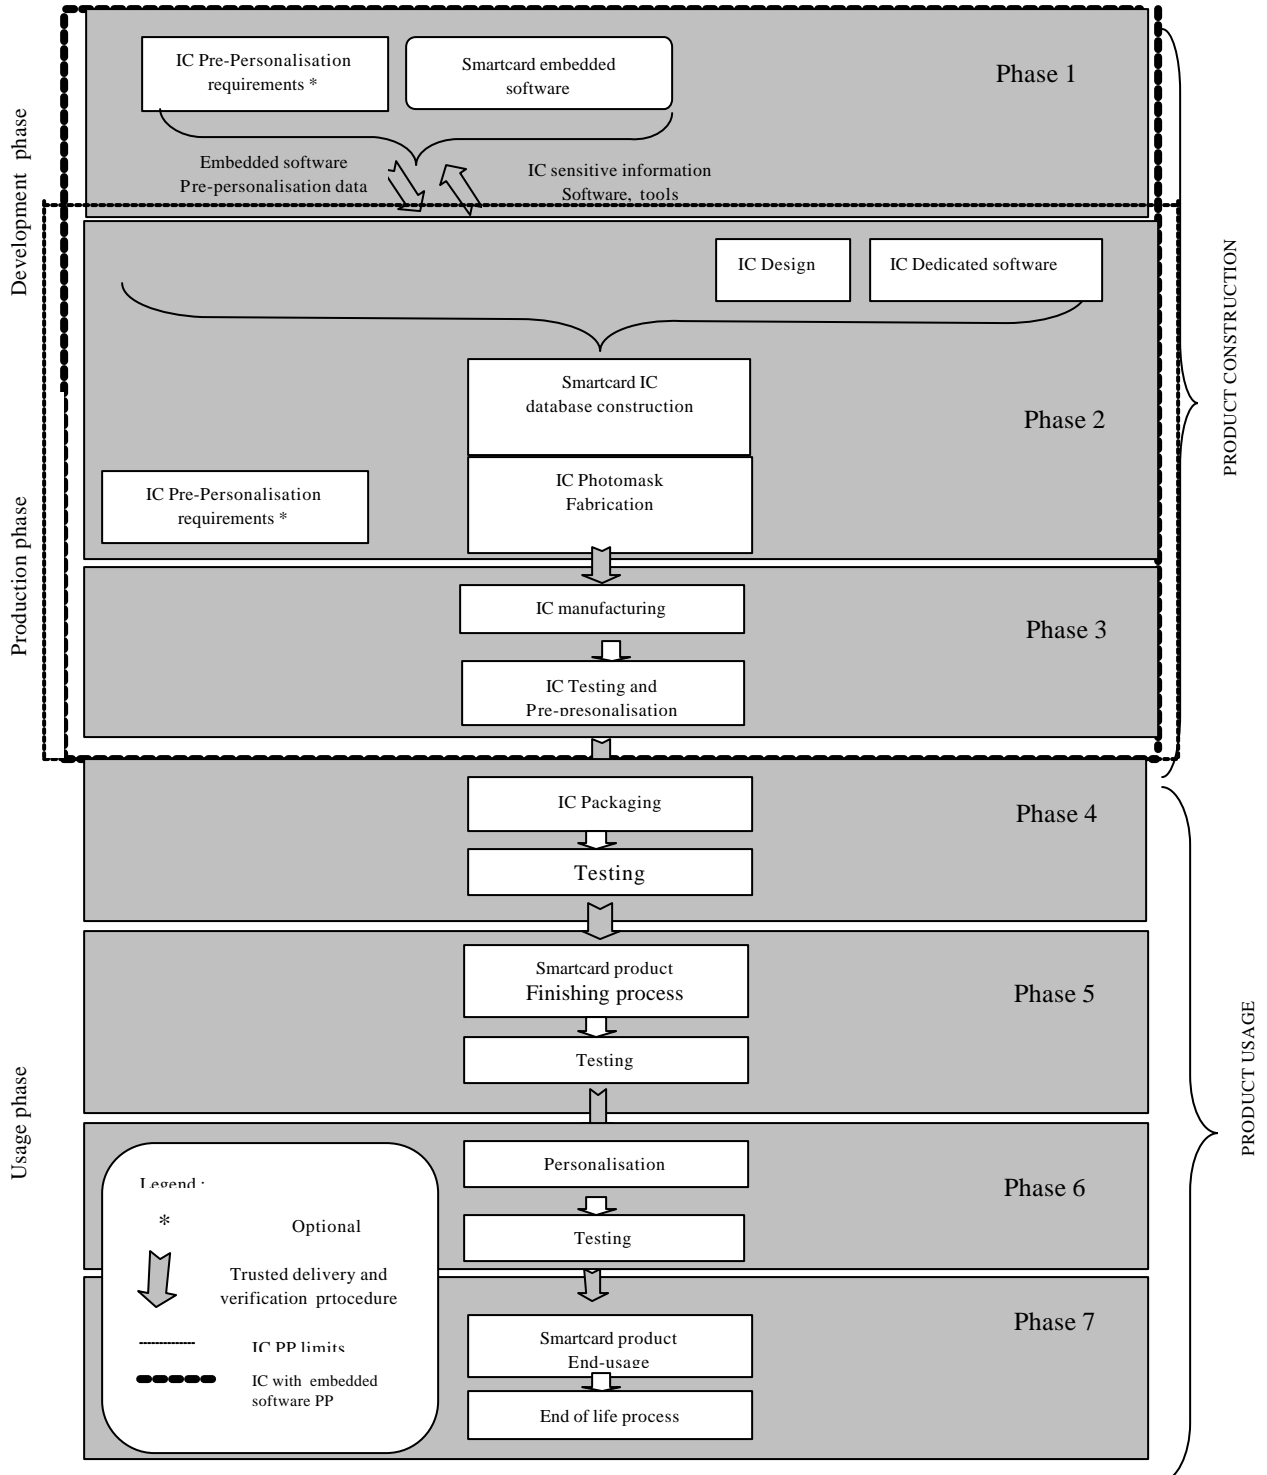 IC Pre-Personalisation
requirements *
Smartcard embedded
software
Phase 1
Embedded software
Pre-personalisation data
IC sensitive information
Software, tools
Development phase
IC Design
IC Dedicated software
PRODUCT CONSTRUCTION
Smartcard IC
database construction
Phase 2
IC Pre-Personalisation
requirements *
IC Photomask
Fabrication
Production phase
IC manufacturing
Phase 3
IC Testing and
Pre-presonalisation
IC Packaging
Phase 4
Testing
Smartcard product
Finishing process
Phase 5
Testing
Usage phase
PRODUCT USAGE
Personalisation
Phase 6
Testing
Legend :
* Optional
Trusted delivery and
verification prtocedure
IC PP limits
IC with embedded
software PP
Smartcard product
End-usage
Phase 7
End of life process